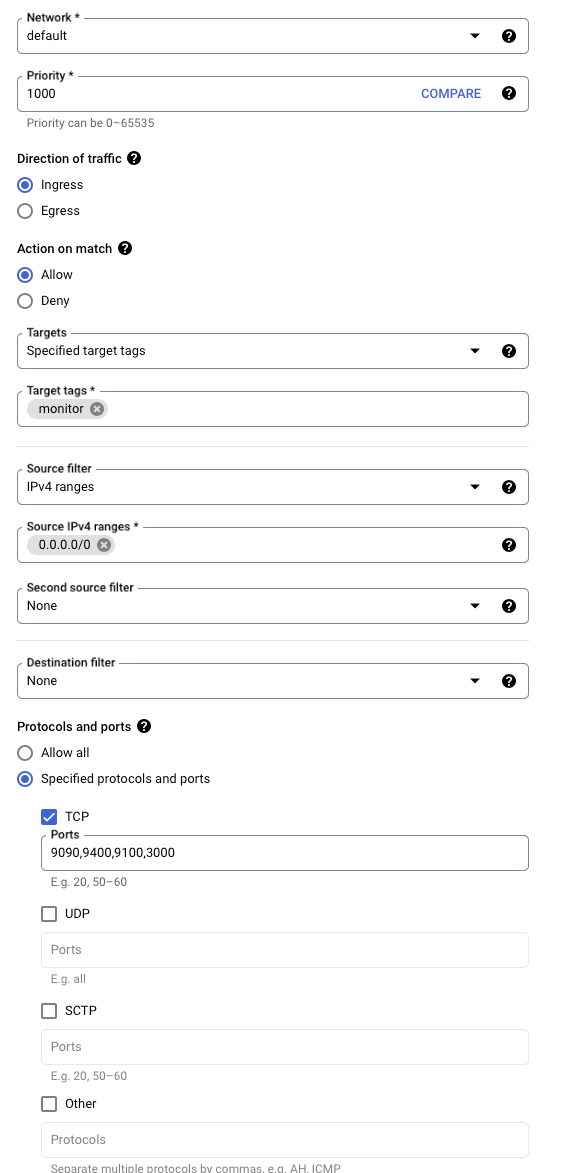 Network *
default
Priority *
1000
COMPARE
Priority can be 0–65535
Direction of traffic
Ingress
Egress
Action on match
Allow
Deny
Targets
Specified target tags
Target tags *
monitor
Source filter
IPv4 ranges
Source IPv4 ranges *
0.0.0.0/0
Second source filter
None
Destination filter
None
Protocols and ports
Allow all
Specified protocols and ports
TCP
Ports
9090,9400,9100,3000
E.g. 20, 50–60
UDP
Ports
E.g. all
SCTP
Ports
E.g. 20, 50–60
Other
Protocols
Separate multiple protocols by commas, e.g. AH, ICMP